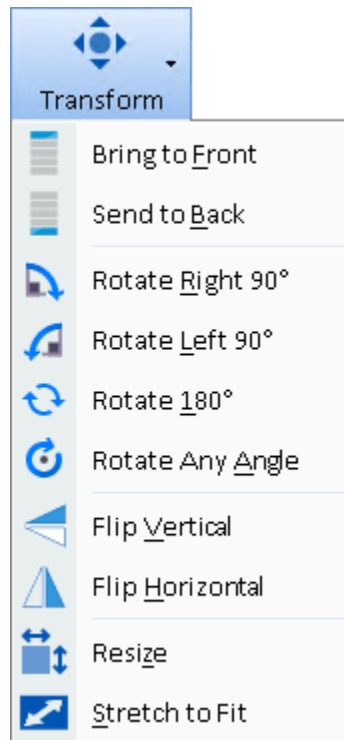 Transform
Bring to Front
Send to Back
Rotate Right 90°
Rotate Left 90°
Rotate 180°
Rotate Any Angle
Flip Vertical
Flip Horizontal
Resize
Stretch to Fit